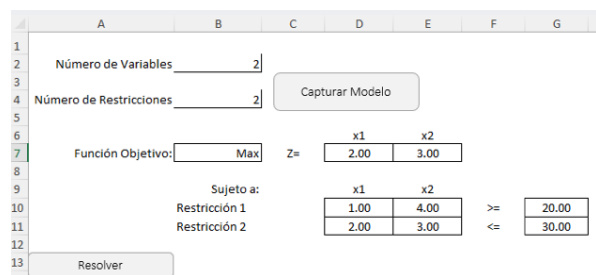 A B C D E F G
1
2 Número de Variables 2
3
4 Número de Restricciones 2 Capturar Modelo
5
6 x1 x2
7 Función Objetivo: Max Z= 2.00 3.00
8
9 Sujeto a: x1 x2
10 Restricción 1 1.00 4.00 >= 20.00
11 Restricción 2 2.00 3.00 <= 30.00
12
13 Resolver